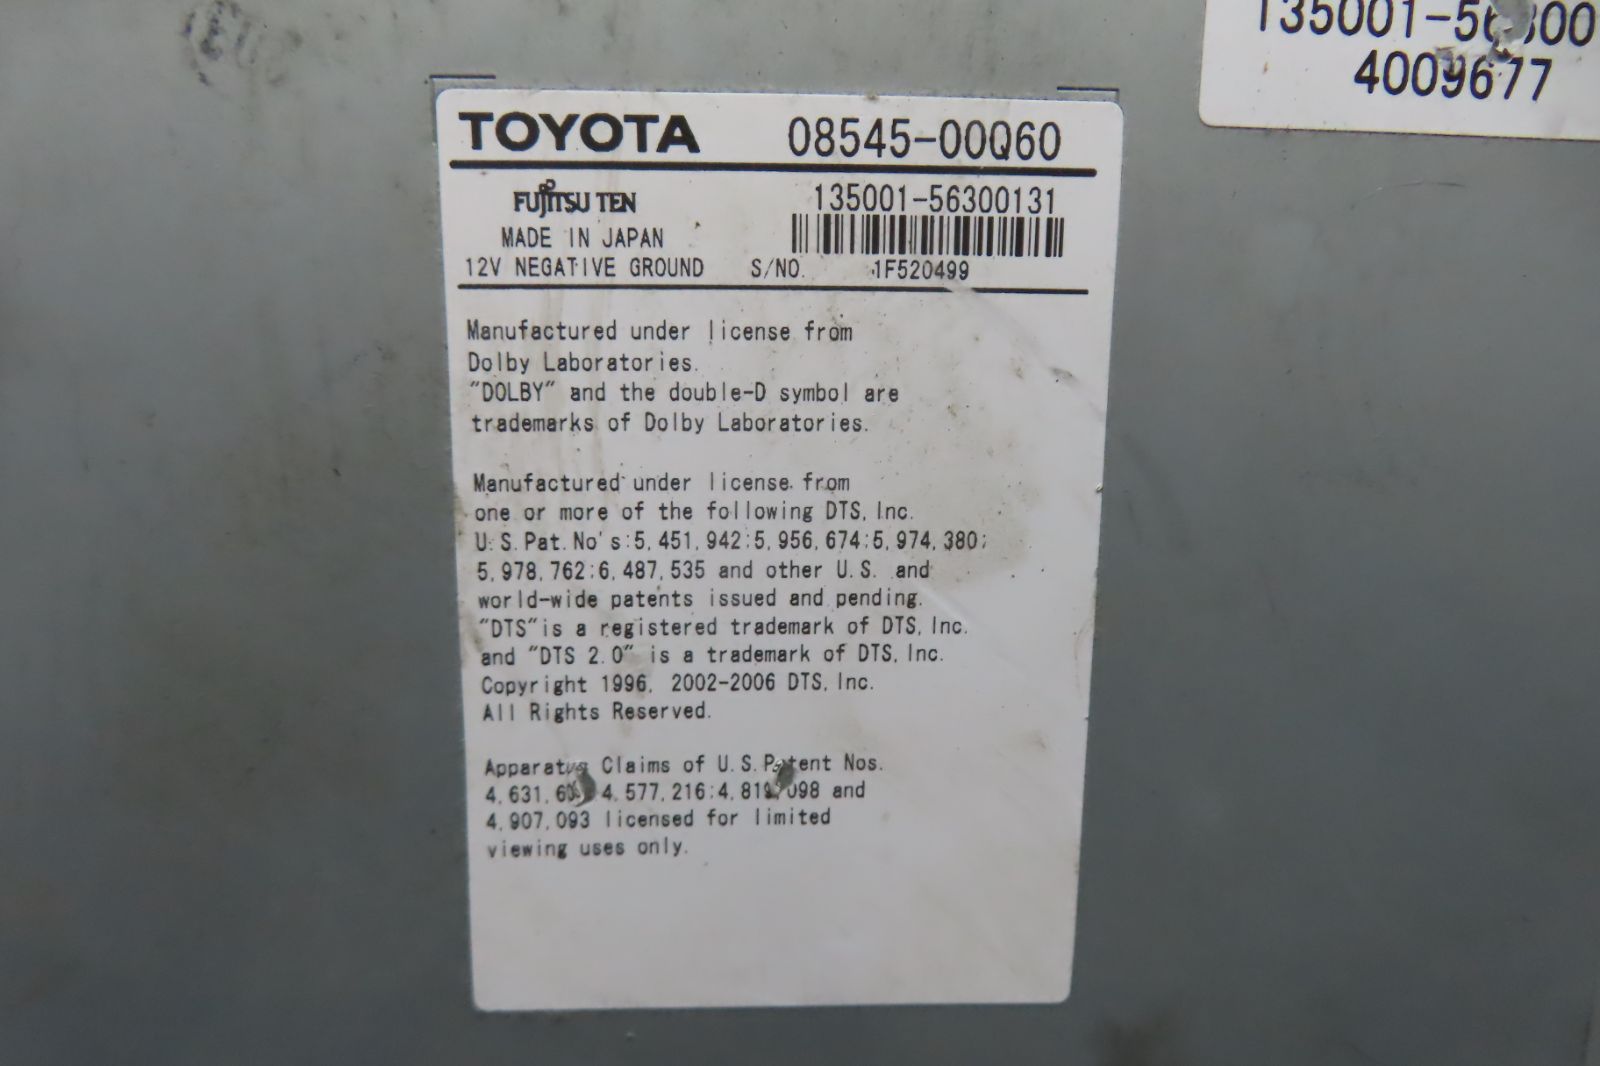 135001-56300
4009677
TOYOTA 08545-00Q60
FUJITSU TEN 135001-56300131
MADE IN JAPAN
12V NEGATIVE GROUND S/NO. 1F520499
Manufactured under license from
Dolby Laboratories.
"DOLBY" and the double-D symbol are
trademarks of Dolby Laboratories.
Manufactured under license from
one or more of the following DTS, Inc.
U.S.Pat.No's:5,451,942:5,956,674:5,974,380;
5,978,762:6,487,535 and other U.S. and
world-wide patents issued and pending.
"DTS"is a registered trademark of DTS, Inc.
and "DTS 2.0" is a trademark of DTS, Inc.
Copyright 1996, 2002-2006 DTS, Inc.
All Rights Reserved.
Apparatus Claims of U.S.Patent Nos.
4,577,216:4,819,098 and
4,907,093 licensed for limited
viewing uses only.